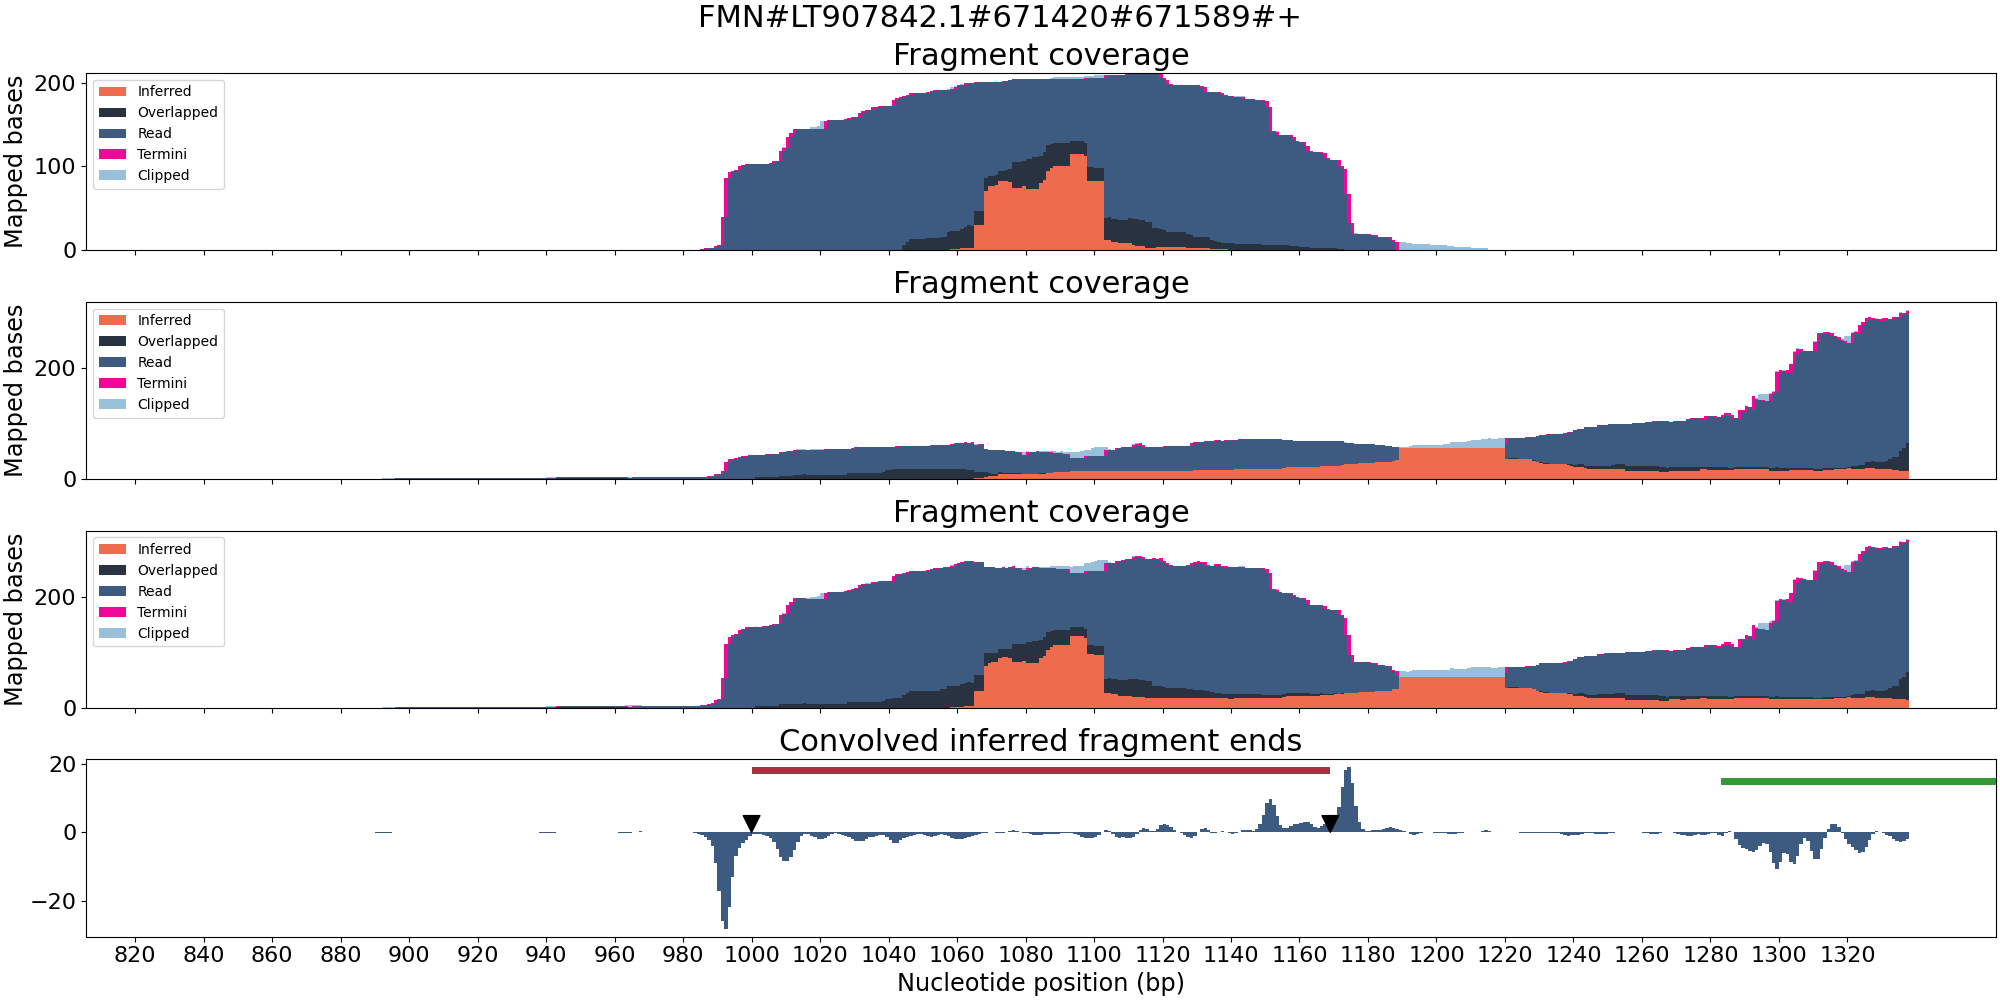 FMN#LT907842.1#671420#671589#+
Fragment coverage
Mapped bases
200
100
0
Inferred
Overlapped
Read
Termini
Clipped
Fragment coverage
Mapped bases
200
0
Inferred
Overlapped
Read
Termini
Clipped
Fragment coverage
Mapped bases
200
0
Inferred
Overlapped
Read
Termini
Clipped
Convolved inferred fragment ends
20
0
−20
820 840 860 880 900 920 940 960 980 1000 1020 1040 1060 1080 1100 1120 1140 1160 1180 1200 1220 1240 1260 1280 1300 1320
Nucleotide position (bp)